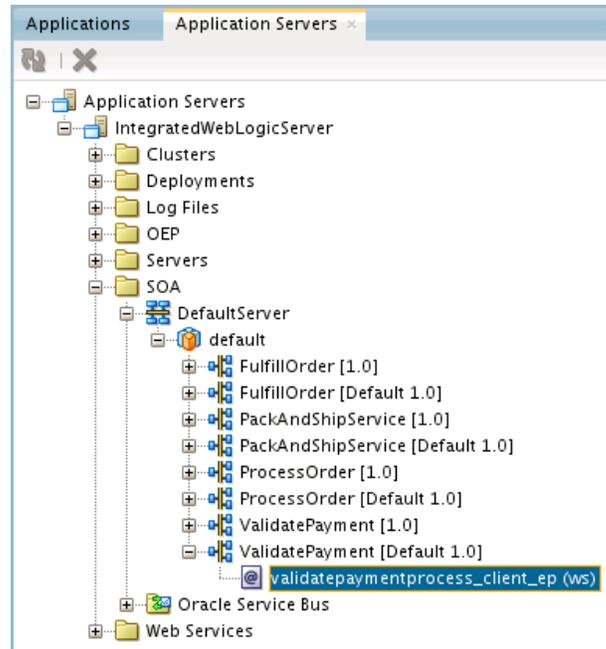 Applications Application Servers
Application Servers
IntegratedWebLogicServer
Clusters
Deployments
Log Files
OEP
Servers
SOA
DefaultServer
default
FulfillOrder [1.0]
FulfillOrder [Default 1.0]
PackAndShipService [1.0]
PackAndShipService [Default 1.0]
ProcessOrder [1.0]
ProcessOrder [Default 1.0]
ValidatePayment [1.0]
ValidatePayment [Default 1.0]
@ validatepaymentprocess_client_ep (ws)
Oracle Service Bus
Web Services